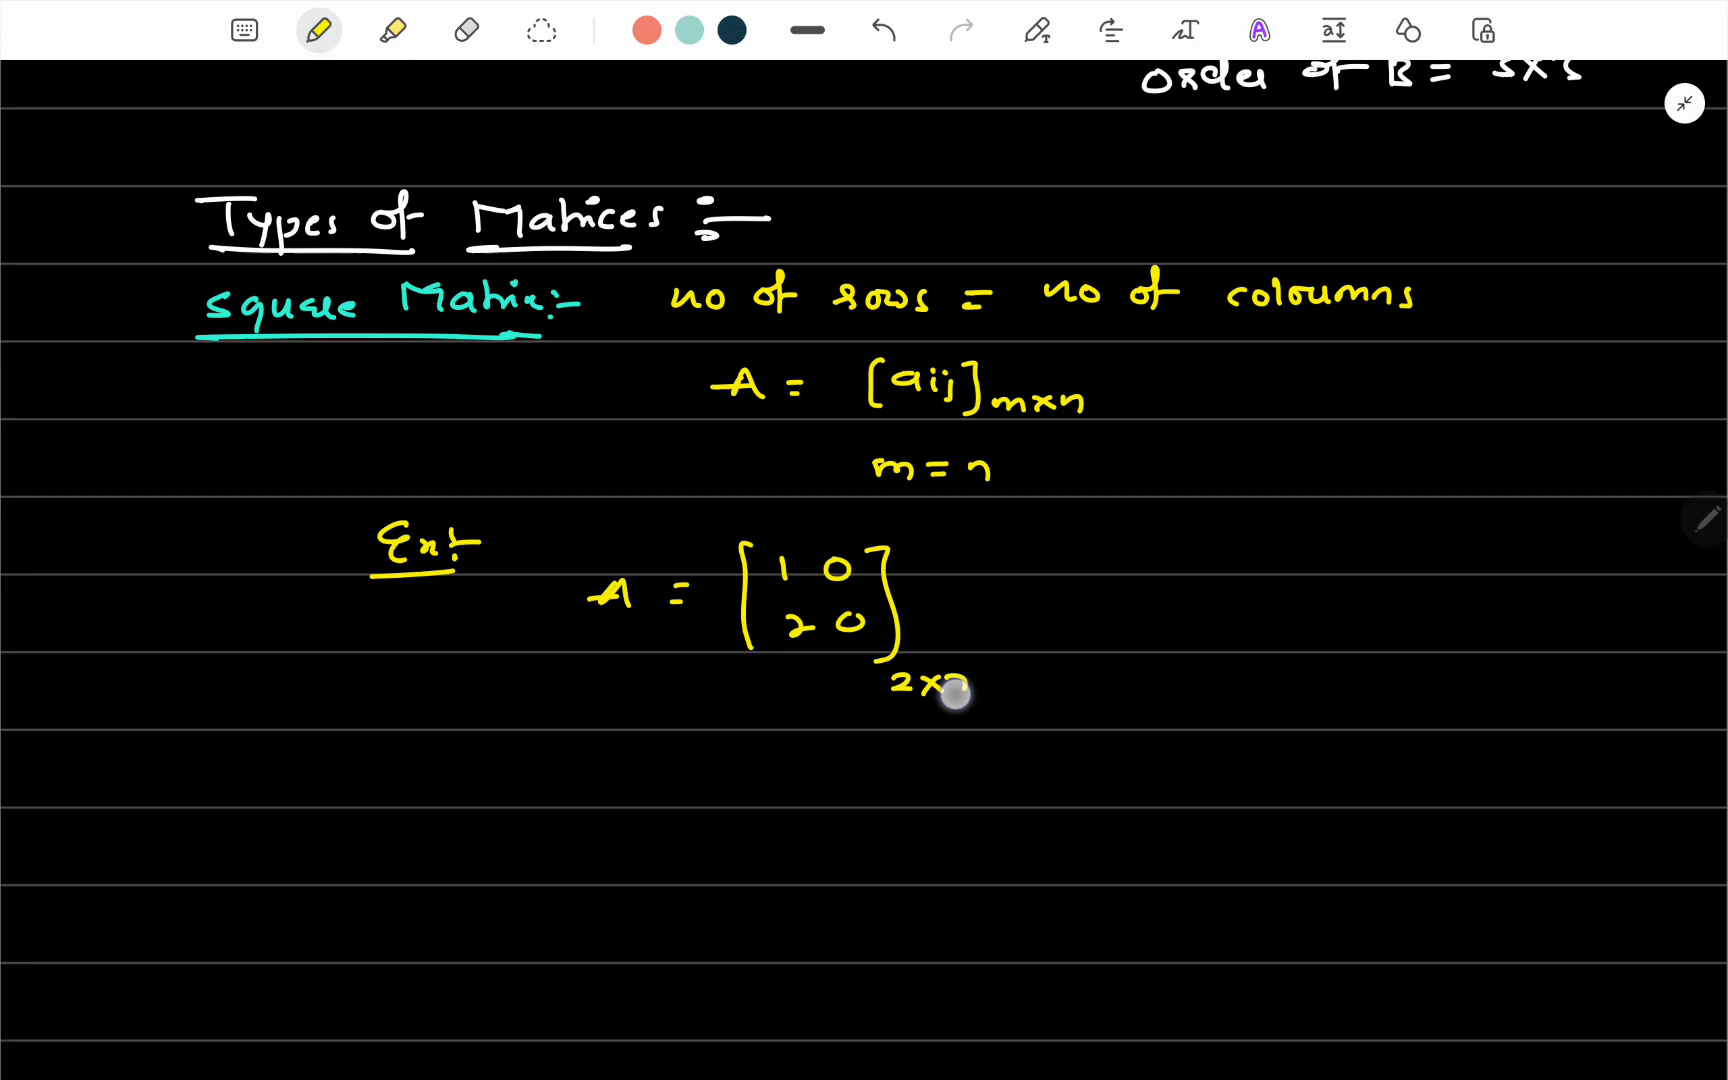 order of B = 3×3
Types of Matrices :-
square Matrix:- no of rows = no of coloumns
A = [aij]m×n
m = n
Ex:-
A = [1 0
2 0]
2×2